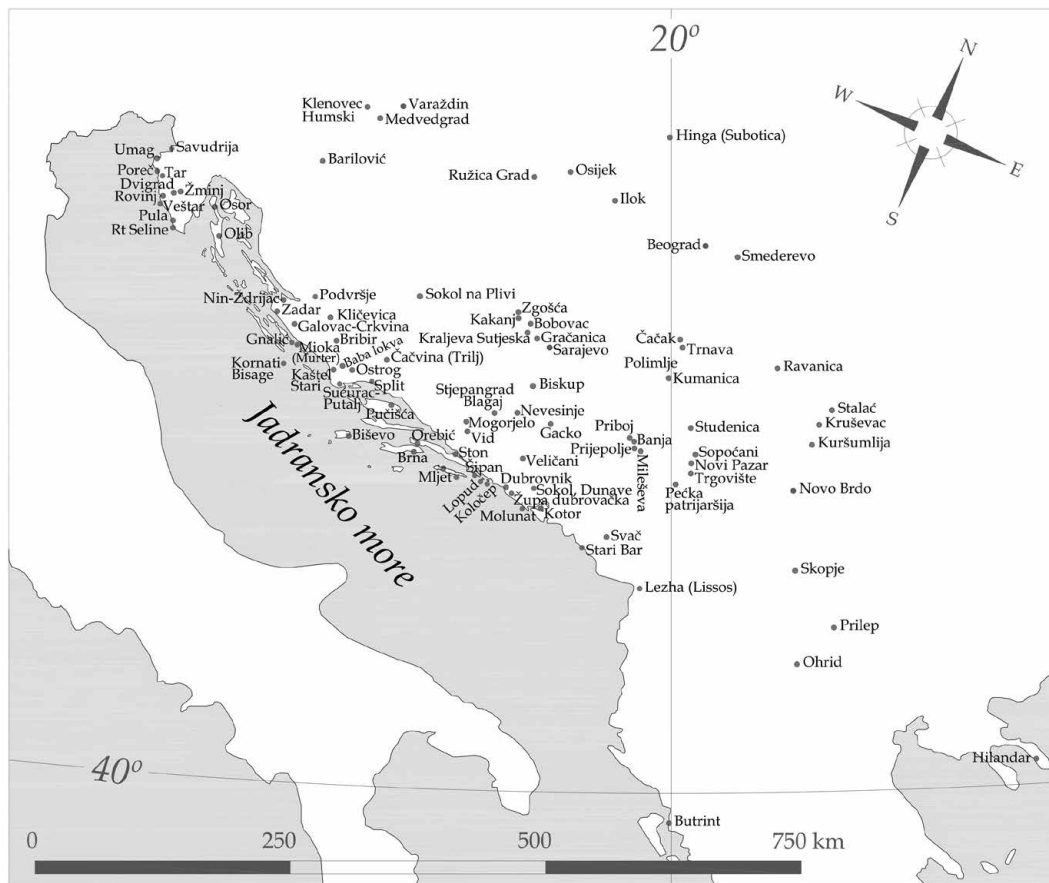 20º
N
W
E
S
Klenovec
Humski
Varaždin
Medvedgrad
Hinga (Subotica)
Umag
Savudrija
Barilović
Poreč
Tar
Ružica Grad
Osijek
Dvigrad
Žminj
Rovinj
Veštar
Osor
Ilok
Pula
Rt Seline
Olib
Beograd
Smederevo
Nin-Ždrijac
Podvršje
Sokol na Plivi
Zadar
Kličevica
Zgošća
Kakanj
Galovac-Crkvina
Bobovac
Kraljeva Sutjeska
Gračanica
Gnalić
Mioka
(Murter)
Bribir
Baba lokva
Sarajevo
Čačak
Trnava
Čačvina (Trilj)
Kornati
Bisage
Kaštel
Stari
Ostrog
Polimlje
Kumanica
Ravanica
Split
Sućurac-
Putalj
Biskup
Stjepangrad
Blagaj
Pučišća
Nevesinje
Stalać
Mogorjelo
Gacko
Kruševac
Biševo
Orebić
Vid
Priboj
Banja
Studenica
Kuršumlija
Brna
Ston
Veličani
Prijepolje
Mileševa
Sopoćani
Novi Pazar
Trgovište
Mljet
Šipan
Lopud
Koločep
Dubrovnik
Sokol, Dunave
Pećka
patrijaršija
Novo Brdo
Župa dubrovačka
Molunat
Kotor
Jadransko more
Svač
Stari Bar
Skopje
Lezha (Lissos)
Prilep
Ohrid
Hilandar
40º
Butrint
0
250
500
750 km